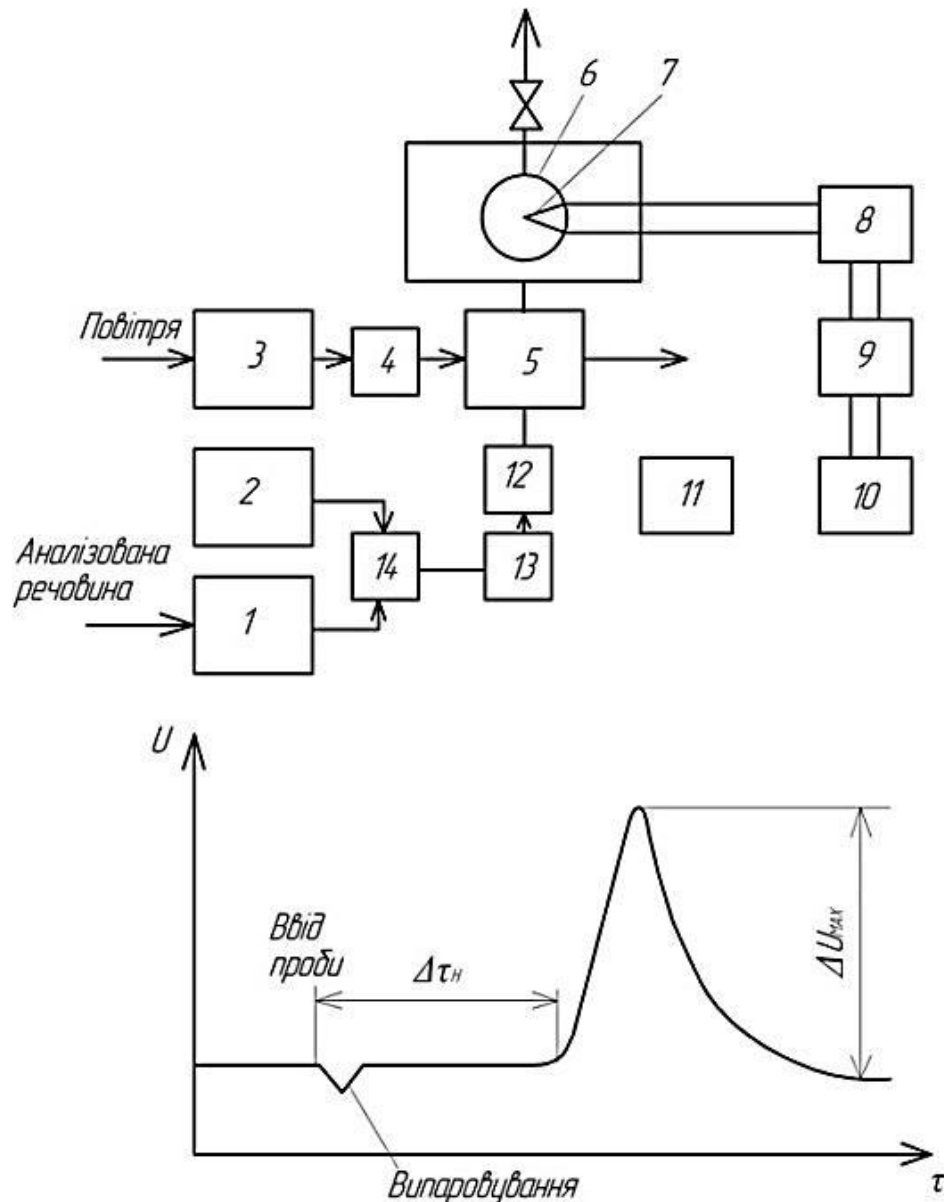 6 7
8
Повітря
3 4 5 9
2 12 11 10
Аналізована
речовина
14 13
1
U
Ввід
проби
Δτн
ΔUмах
Випаровування
τ